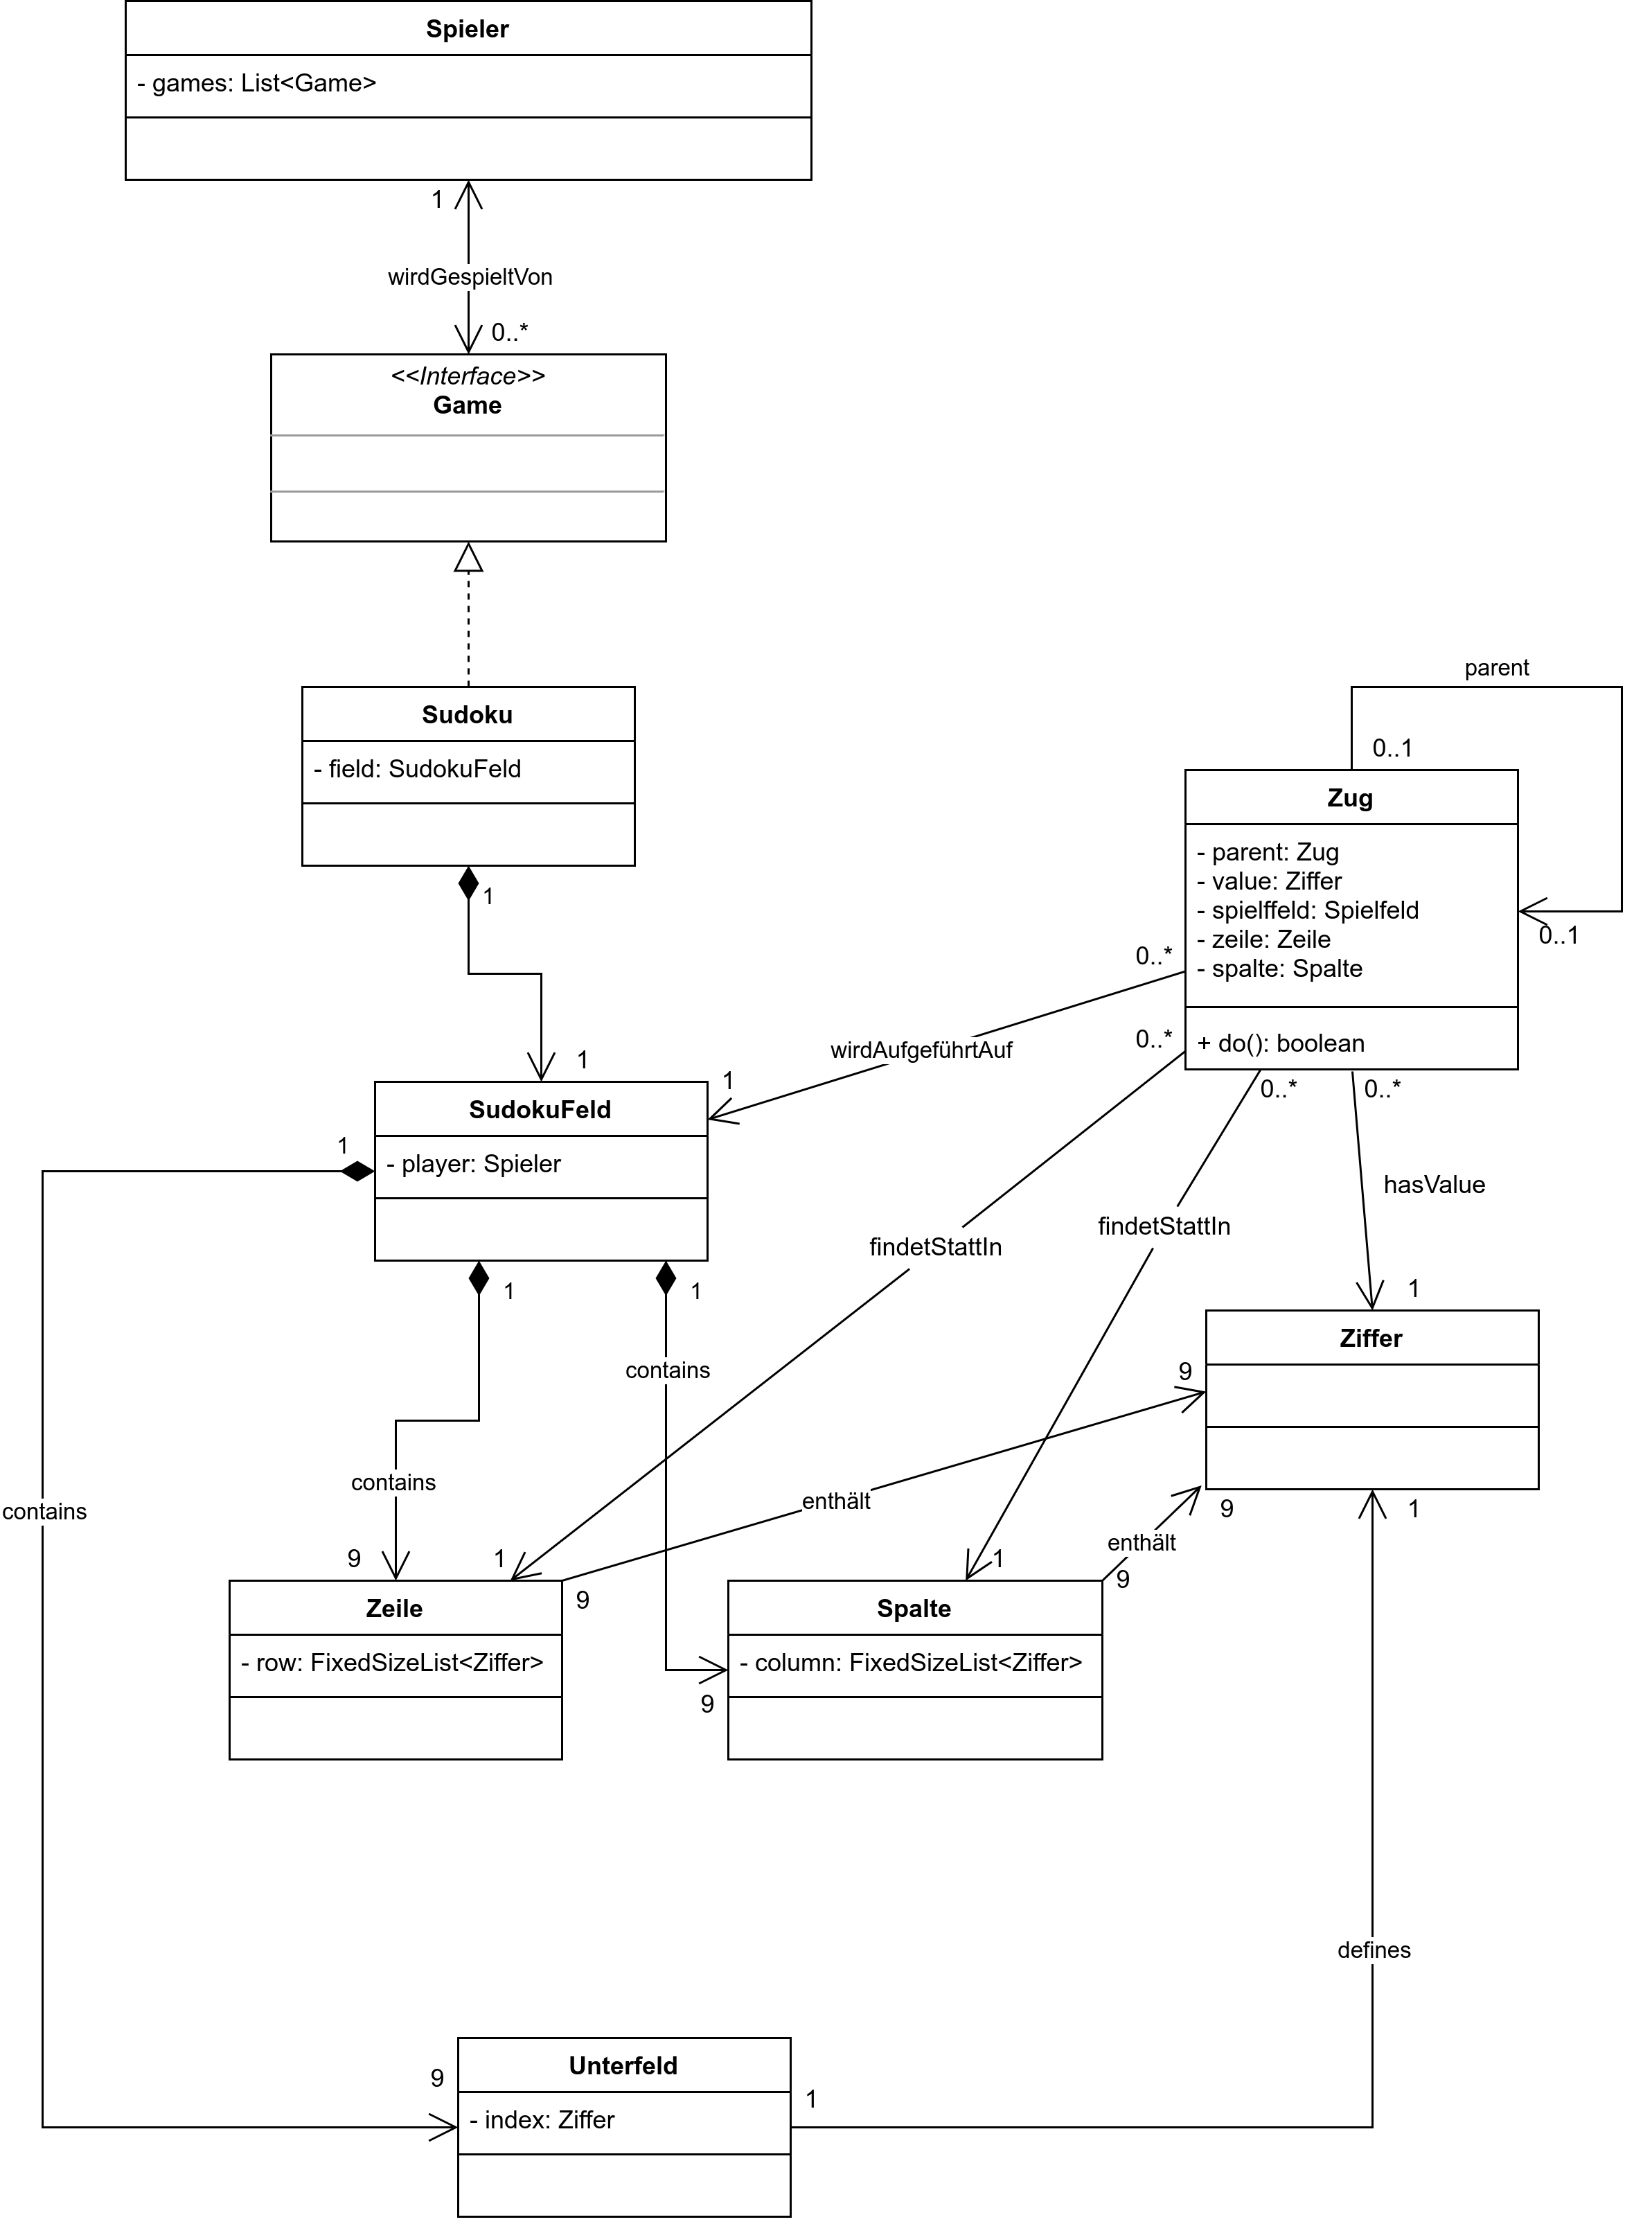 Spieler
- games: List<Game>
1
wirdGespieltVon
0..*
<<Interface>>
Game
Sudoku
- field: SudokuFeld
1
parent
0..1
Zug
- parent: Zug
- value: Ziffer
- spielffeld: Spielfeld
- zeile: Zeile
- spalte: Spalte
+ do(): boolean
0..1
0..*
wirdAufgeführtAuf
0..*
1
1
0..*
0..*
SudokuFeld
- player: Spieler
1
hasValue
findetStattIn
findetStattIn
1
1
1
contains
Ziffer
9
contains
enthält
contains
9
1
enthält
9
1
1
9
9
Zeile
- row: FixedSizeList<Ziffer>
Spalte
- column: FixedSizeList<Ziffer>
9
defines
9
Unterfeld
- index: Ziffer
1